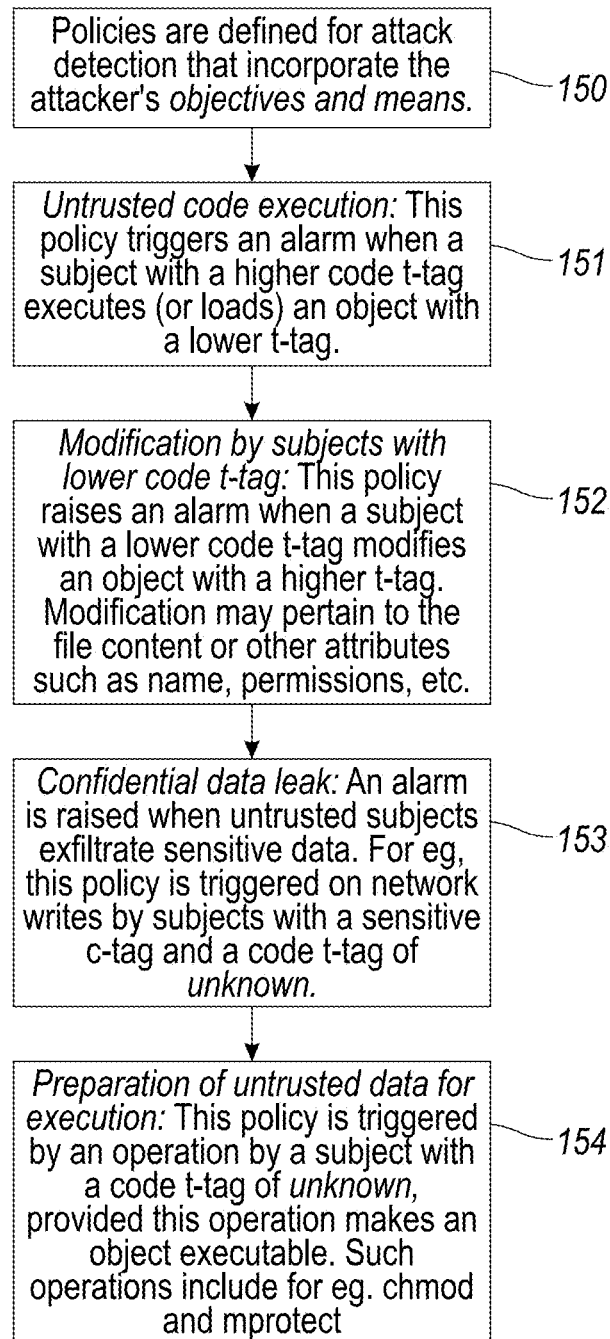 Policies are defined for attack
detection that incorporate the
attacker's objectives and means.
150
Untrusted code execution: This
policy triggers an alarm when a
subject with a higher code t-tag
executes (or loads) an object with
a lower t-tag.
151
Modification by subjects with
lower code t-tag: This policy
raises an alarm when a subject
with a lower code t-tag modifies
an object with a higher t-tag.
Modification may pertain to the
file content or other attributes
such as name, permissions, etc.
152
Confidential data leak: An alarm
is raised when untrusted subjects
exfiltrate sensitive data. For eg,
this policy is triggered on network
writes by subjects with a sensitive
c-tag and a code t-tag of
unknown.
153
Preparation of untrusted data for
execution: This policy is triggered
by an operation by a subject with
a code t-tag of unknown,
provided this operation makes an
object executable. Such
operations include for eg. chmod
and mprotect
154